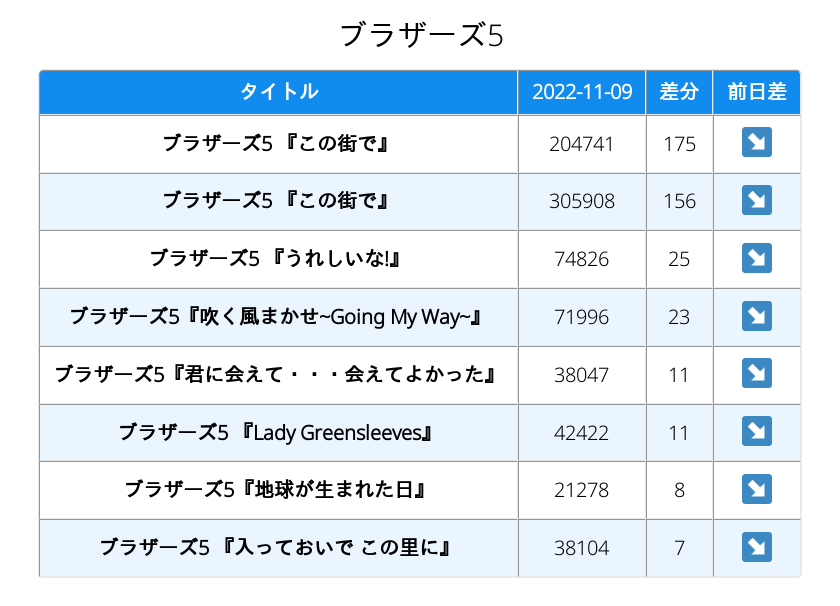 ブラザーズ5
タイトル 2022-11-09 差分 前日差
ブラザーズ5 『この街で』 204741 175 ↘
ブラザーズ5 『この街で』 305908 156 ↘
ブラザーズ5 『うれしいな!』 74826 25 ↘
ブラザーズ5『吹く風まかせ~Going My Way~』 71996 23 ↘
ブラザーズ5『君に会えて・・・会えてよかった』 38047 11 ↘
ブラザーズ5 『Lady Greensleeves』 42422 11 ↘
ブラザーズ5『地球が生まれた日』 21278 8 ↘
ブラザーズ5 『入っておいで この里に』 38104 7 ↘